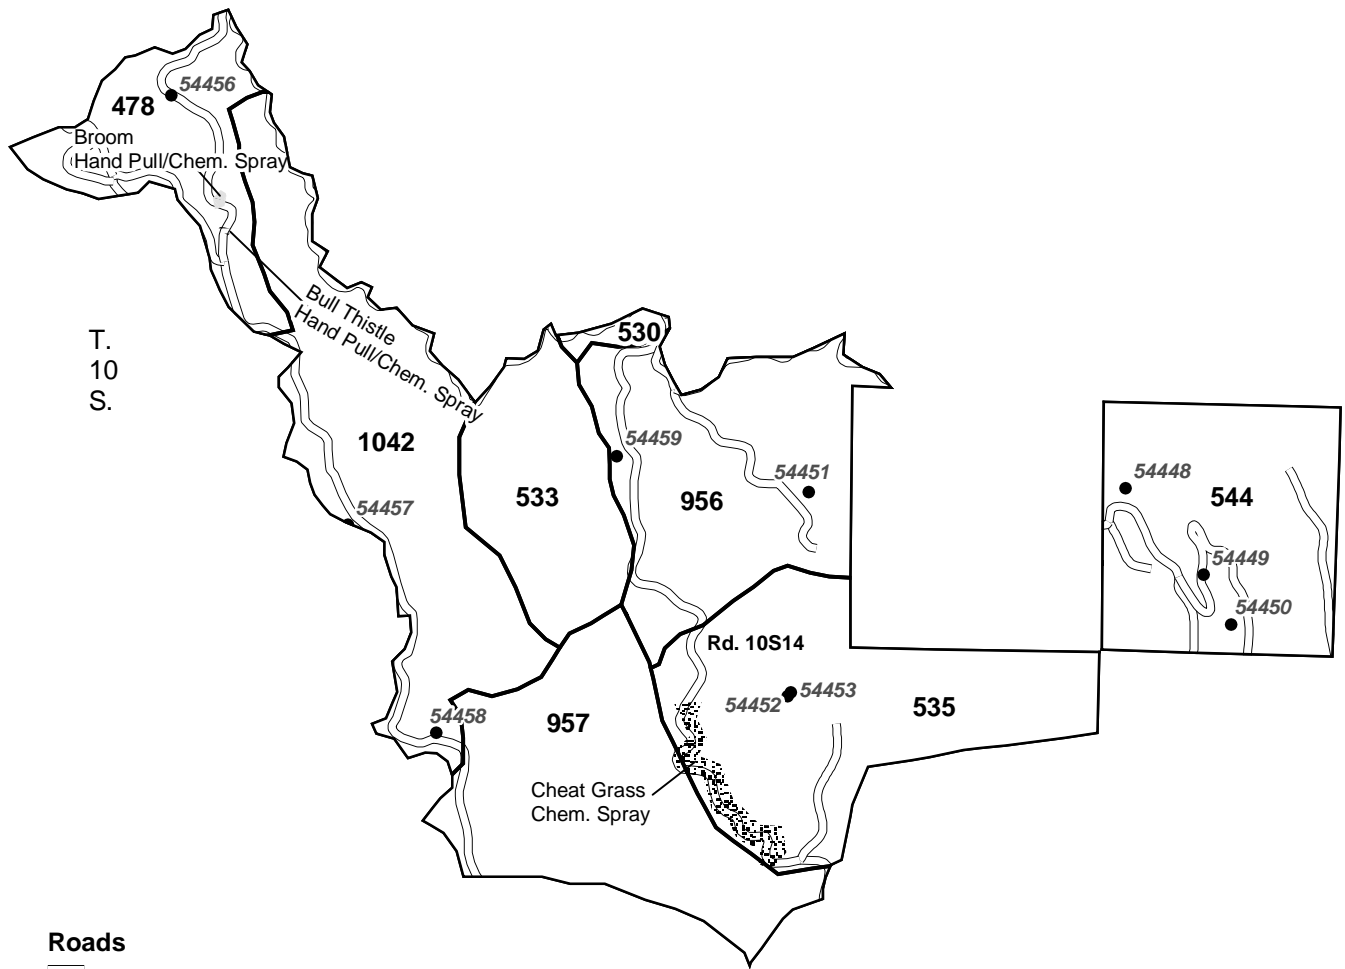 54456
478
Broom
Hand Pull/Chem. Spray
Bull Thistle
Hand Pull/Chem. Spray
T.
10
S.
530
1042
54459
54451
54448
533
956
544
54457
54449
54450
Rd. 10S14
54453
54452
535
54458
957
Cheat Grass
Chem. Spray
Roads